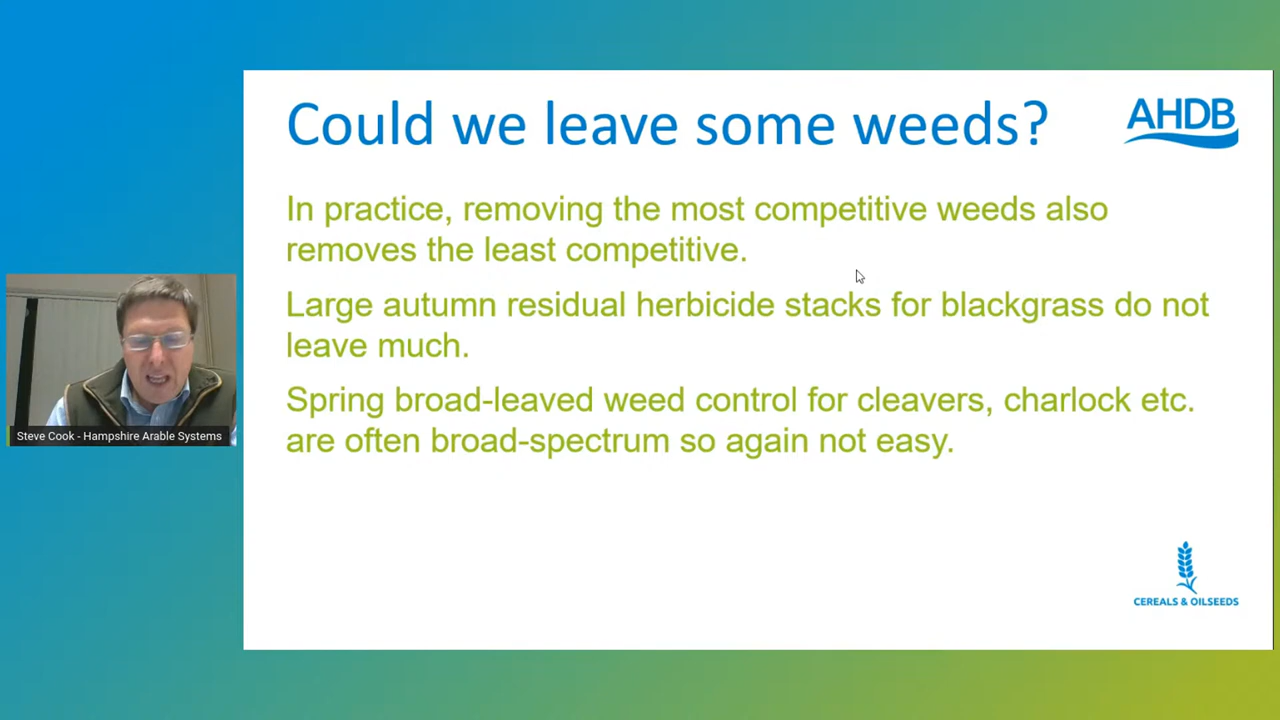 Could we leave some weeds?
AHDB
In practice, removing the most competitive weeds also
removes the least competitive.
Large autumn residual herbicide stacks for blackgrass do not
leave much.
Spring broad-leaved weed control for cleavers, charlock etc.
are often broad-spectrum so again not easy.
Steve Cook - Hampshire Arable Systems
CEREALS & OILSEEDS